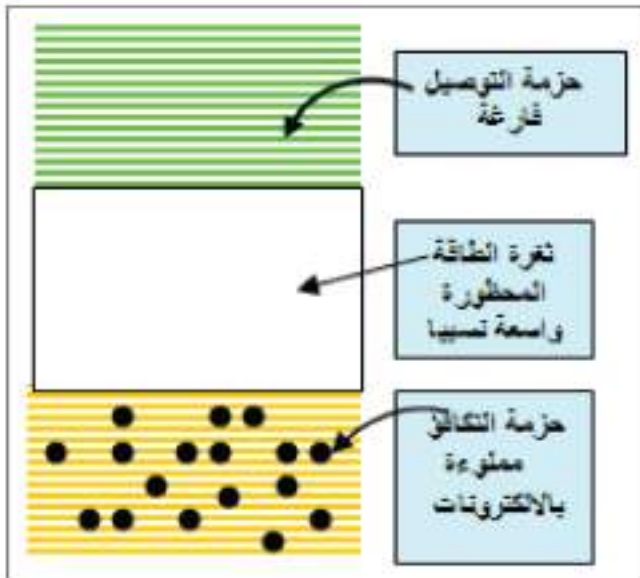 حزمة التوصيل
فارغة
ثغرة الطاقة
المحظورة
واسعة نسبيا
حزمة التكافؤ
مملوءة
بالالكترونات